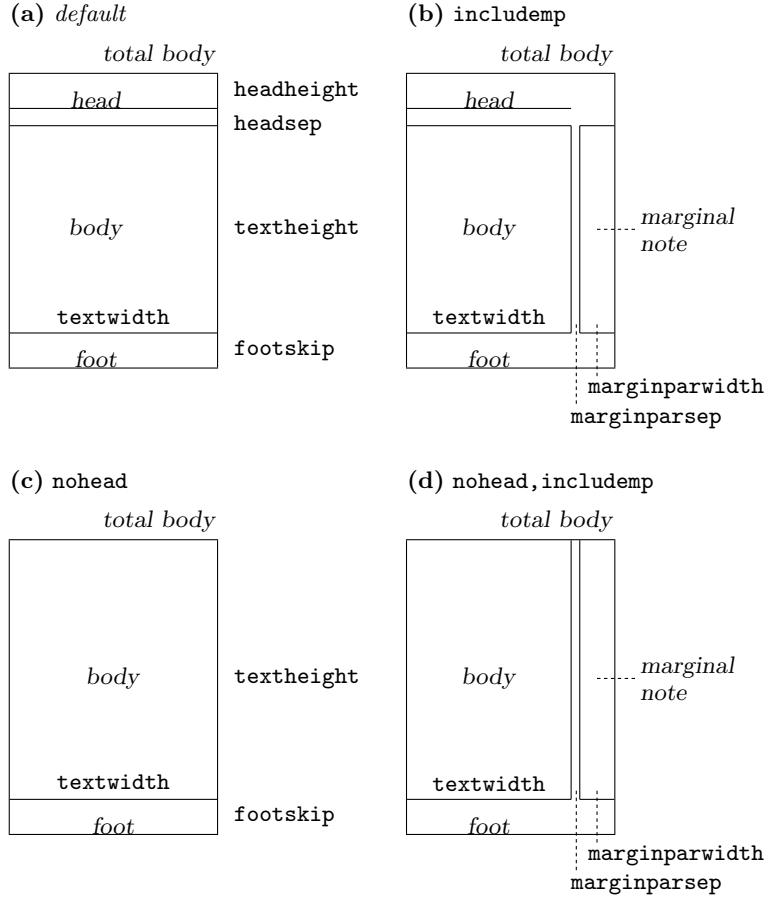 (a) default
total body
head
headheight
headsep
body
textheight
textwidth
foot
footskip
(b) includemp
total body
head
body
marginal
note
textwidth
foot
marginparwidth
marginparsep
(c) nohead
total body
body
textheight
textwidth
foot
footskip
(d) nohead,includemp
total body
body
marginal
note
textwidth
foot
marginparwidth
marginparsep